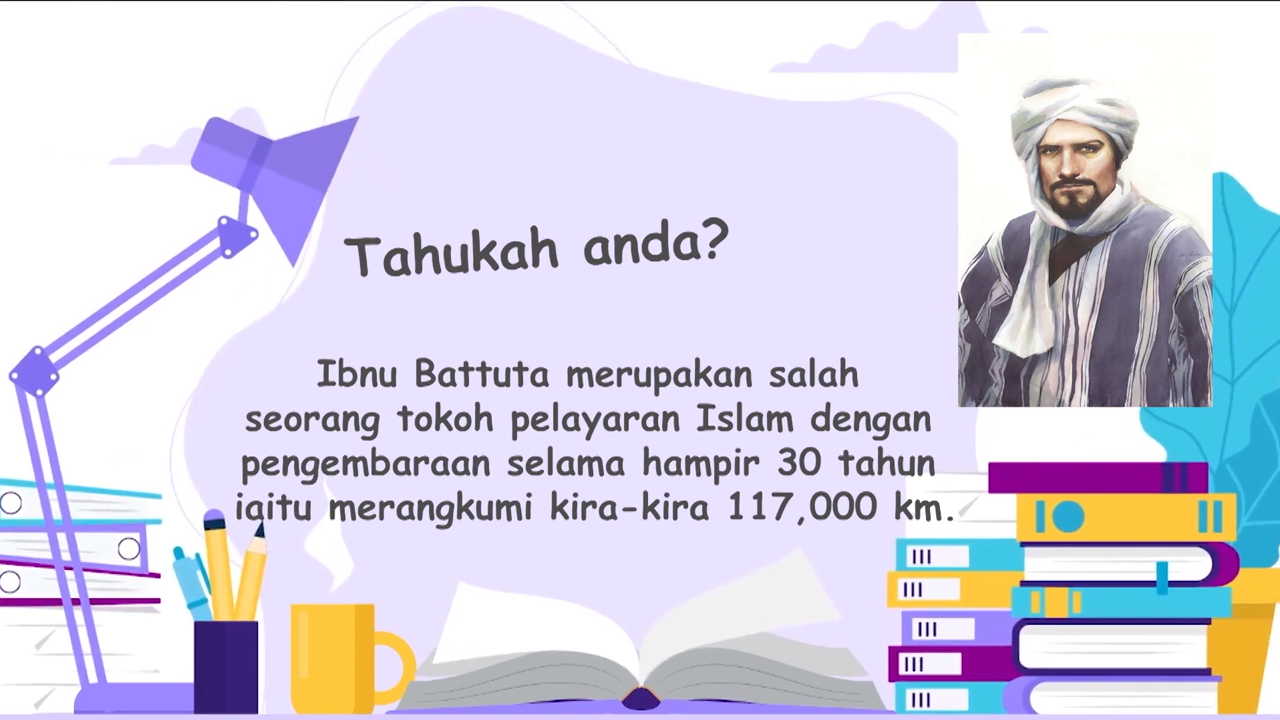 Tahukah anda?
Ibnu Battuta merupakan salah
seorang tokoh pelayaran Islam dengan
pengembaraan selama hampir 30 tahun
iaitu merangkumi kira-kira 117,000 km.